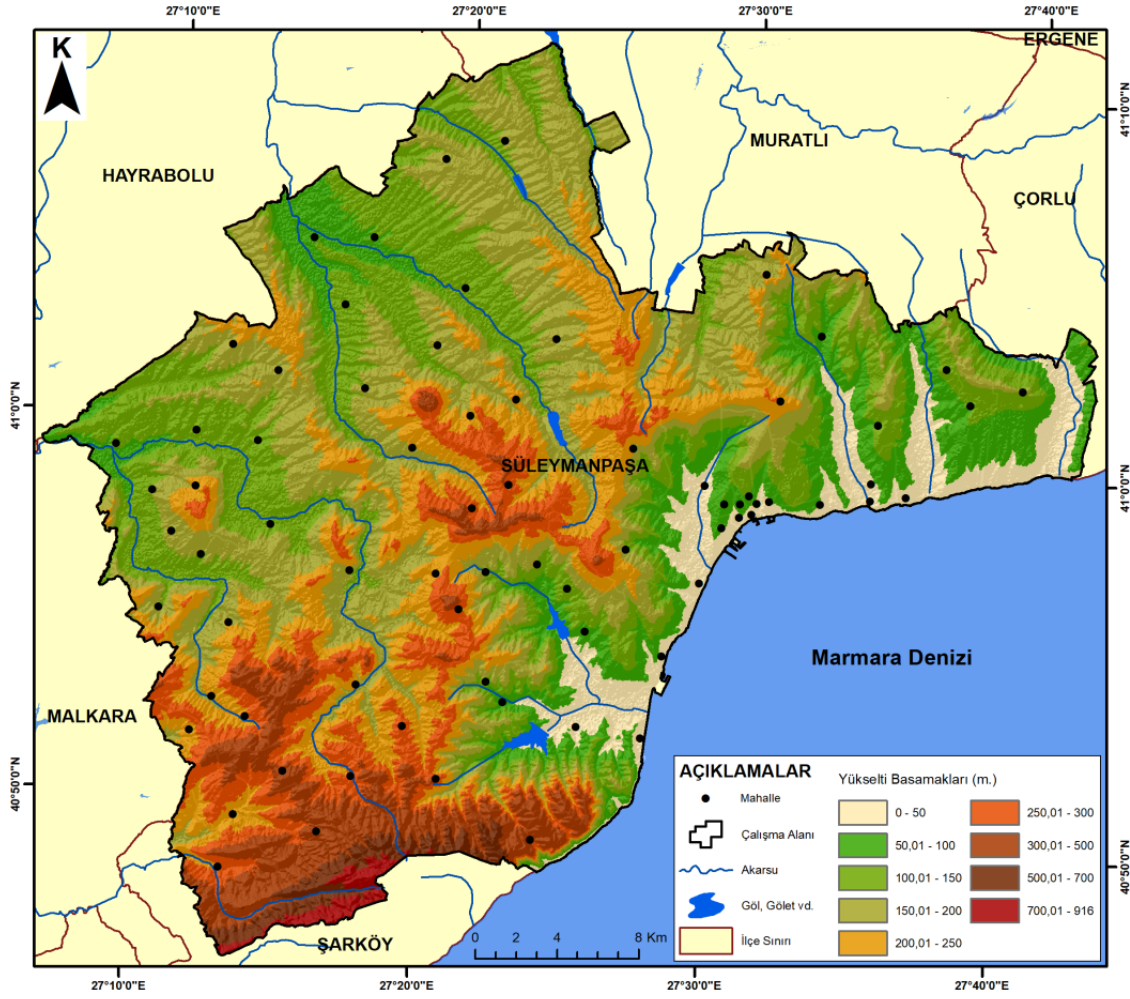 27°10'0"E
27°20'0"E
27°30'0"E
27°40'0"E
K
ERGENE
41°10'0"N
MURATLI
HAYRABOLU
ÇORLU
41°0'0"N
SÜLEYMANPAŞA
41°0'0"N
Marmara Denizi
MALKARA
40°50'0"N
40°50'0"N
ŞARKÖY
AÇIKLAMALAR
Mahalle
Çalışma Alanı
Akarsu
Göl, Gölet vd.
İlçe Sınırı
Yükselti Basamakları (m.)
0 - 50
50,01 - 100
100,01 - 150
150,01 - 200
200,01 - 250
250,01 - 300
300,01 - 500
500,01 - 700
700,01 - 916
0 2 4 8 Km
27°10'0"E
27°20'0"E
27°30'0"E
27°40'0"E